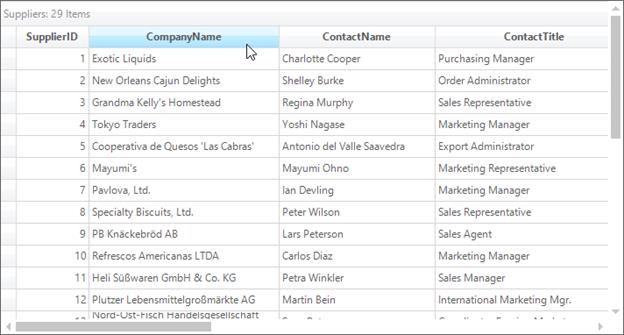 Suppliers: 29 Items
SupplierID CompanyName ContactName ContactTitle
1 Exotic Liquids Charlotte Cooper Purchasing Manager
2 New Orleans Cajun Delights Shelley Burke Order Administrator
3 Grandma Kelly's Homestead Regina Murphy Sales Representative
4 Tokyo Traders Yoshi Nagase Marketing Manager
5 Cooperativa de Quesos 'Las Cabras' Antonio del Valle Saavedra Export Administrator
6 Mayumi's Mayumi Ohno Marketing Representative
7 Pavlova, Ltd. Ian Devling Marketing Manager
8 Specialty Biscuits, Ltd. Peter Wilson Sales Representative
9 PB Knäckebröd AB Lars Peterson Sales Agent
10 Refrescos Americanas LTDA Carlos Diaz Marketing Manager
11 Heli Süßwaren GmbH & Co. KG Petra Winkler Sales Manager
12 Plutzer Lebensmittelgroßmärkte AG Martin Bein International Marketing Mgr.
Nord-Ost-Fisch Handelsgesellschaft